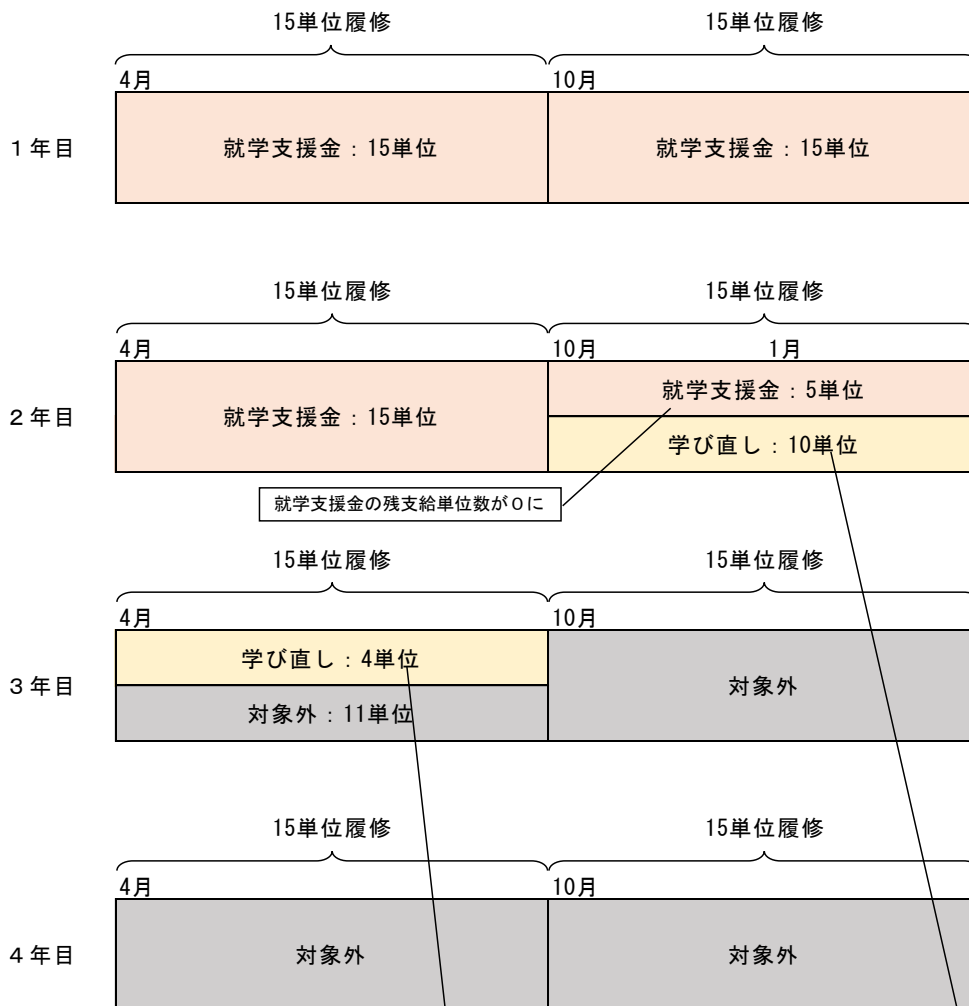 15単位履修 15単位履修
4月 10月
1年目 就学支援金:15単位 就学支援金:15単位
15単位履修 15単位履修
4月 10月 1月
就学支援金:5単位
2年目 就学支援金:15単位
学び直し:10単位
就学支援金の残支給単位数が0に
15単位履修 15単位履修
4月 10月
学び直し:4単位
3年目 対象外
対象外:11単位
15単位履修 15単位履修
4月 10月
4年目 対象外 対象外